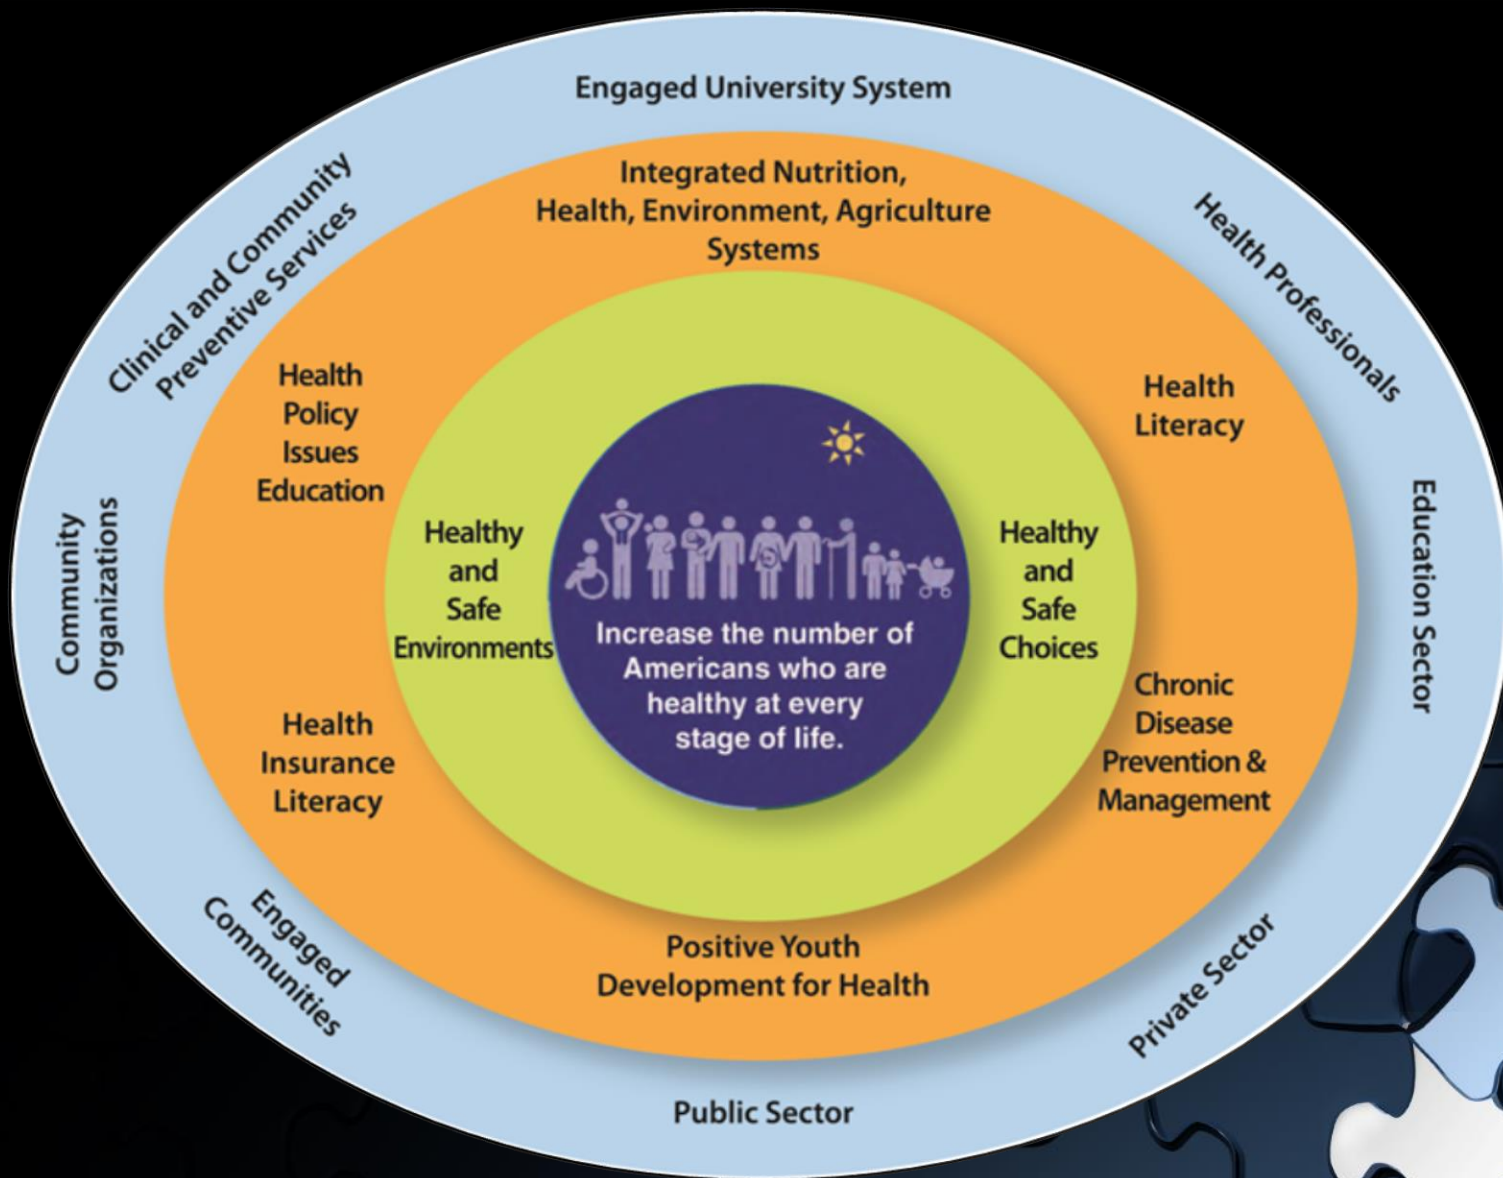 Engaged University System
Clinical and Community
Preventive Services
Health Professionals
Community
Organizations
Education Sector
Engaged
Communities
Private Sector
Public Sector
Integrated Nutrition,
Health, Environment, Agriculture
Systems
Health
Policy
Issues
Education
Health
Literacy
Health
Insurance
Literacy
Chronic
Disease
Prevention &
Management
Positive Youth
Development for Health
Healthy
and
Safe
Environments
Healthy
and
Safe
Choices
Increase the number of
Americans who are
healthy at every
stage of life.